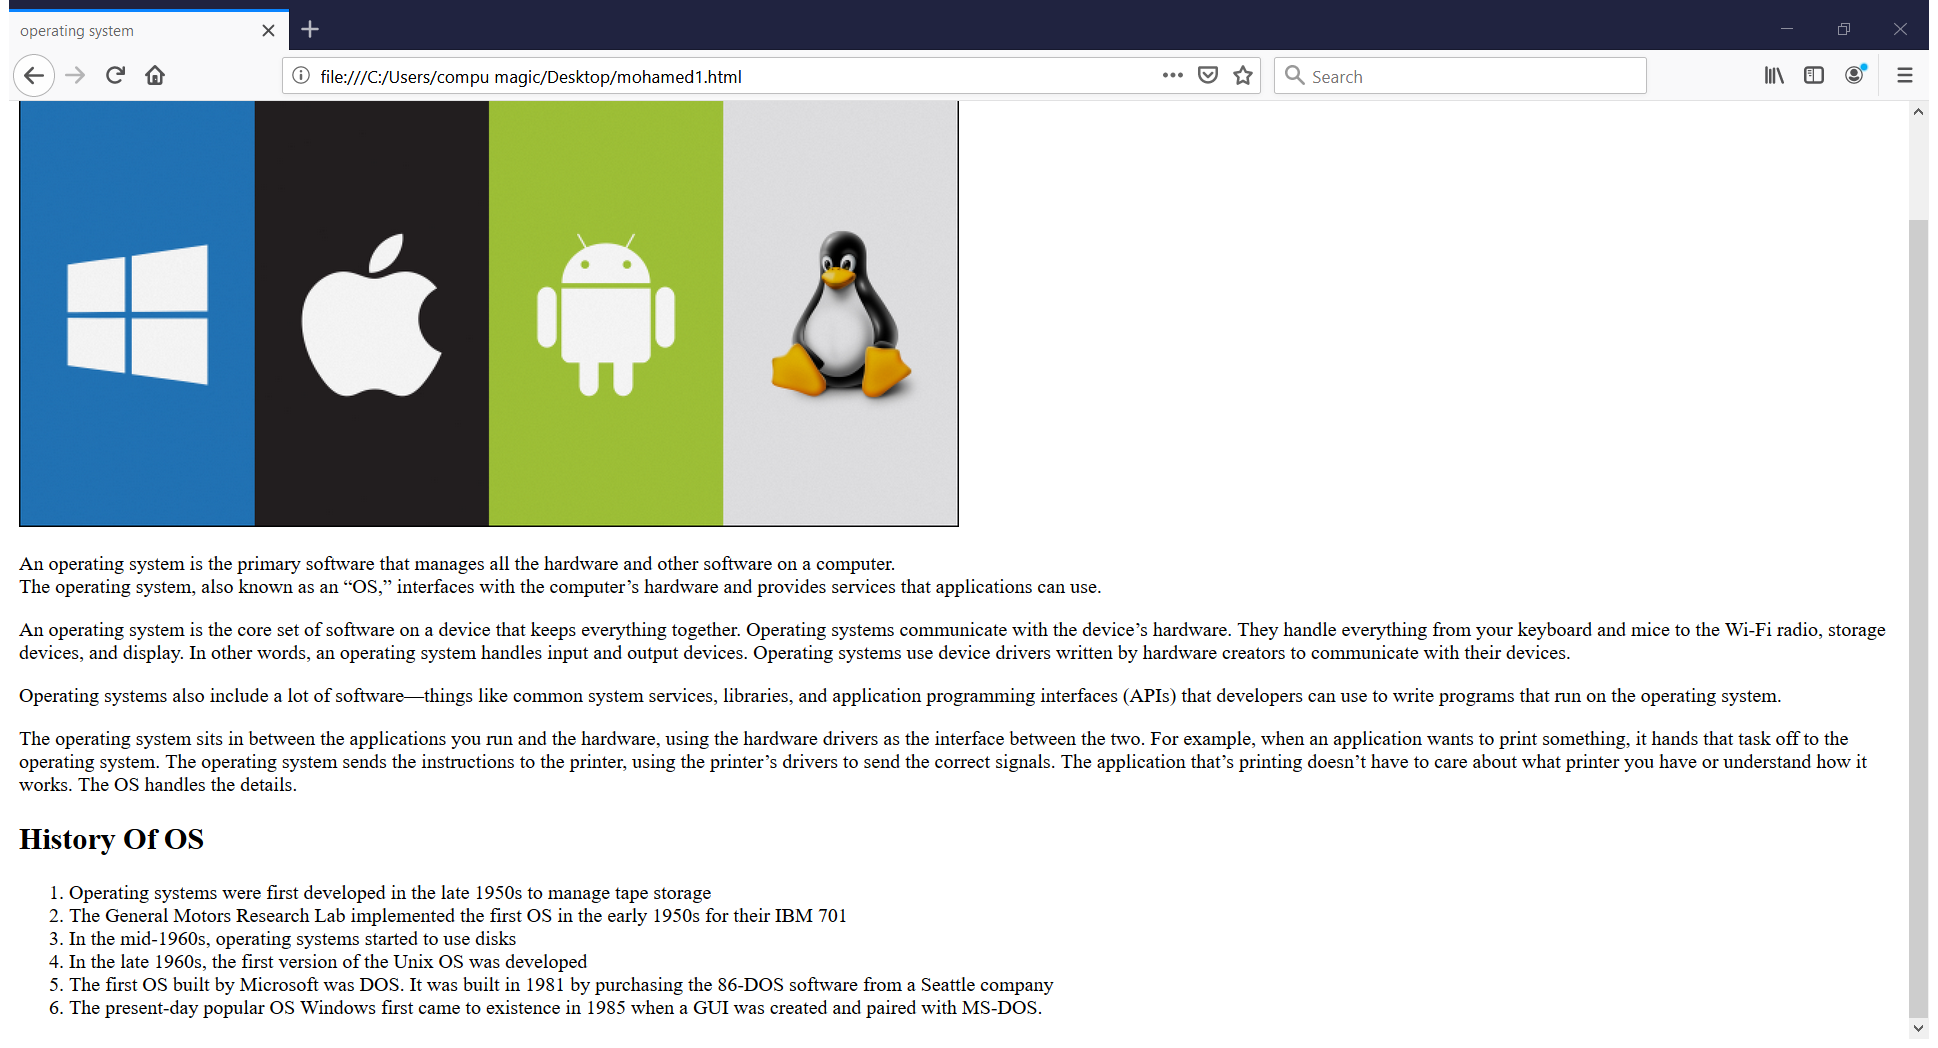 operating system
file:///C:/Users/compu magic/Desktop/mohamed1.html
Search
An operating system is the primary software that manages all the hardware and other software on a computer.
The operating system, also known as an “OS,” interfaces with the computer’s hardware and provides services that applications can use.
An operating system is the core set of software on a device that keeps everything together. Operating systems communicate with the device’s hardware. They handle everything from your keyboard and mice to the Wi-Fi radio, storage
devices, and display. In other words, an operating system handles input and output devices. Operating systems use device drivers written by hardware creators to communicate with their devices.
Operating systems also include a lot of software—things like common system services, libraries, and application programming interfaces (APIs) that developers can use to write programs that run on the operating system.
The operating system sits in between the applications you run and the hardware, using the hardware drivers as the interface between the two. For example, when an application wants to print something, it hands that task off to the
operating system. The operating system sends the instructions to the printer, using the printer’s drivers to send the correct signals. The application that’s printing doesn’t have to care about what printer you have or understand how it
works. The OS handles the details.
History Of OS
1. Operating systems were first developed in the late 1950s to manage tape storage
2. The General Motors Research Lab implemented the first OS in the early 1950s for their IBM 701
3. In the mid-1960s, operating systems started to use disks
4. In the late 1960s, the first version of the Unix OS was developed
5. The first OS built by Microsoft was DOS. It was built in 1981 by purchasing the 86-DOS software from a Seattle company
6. The present-day popular OS Windows first came to existence in 1985 when a GUI was created and paired with MS-DOS.